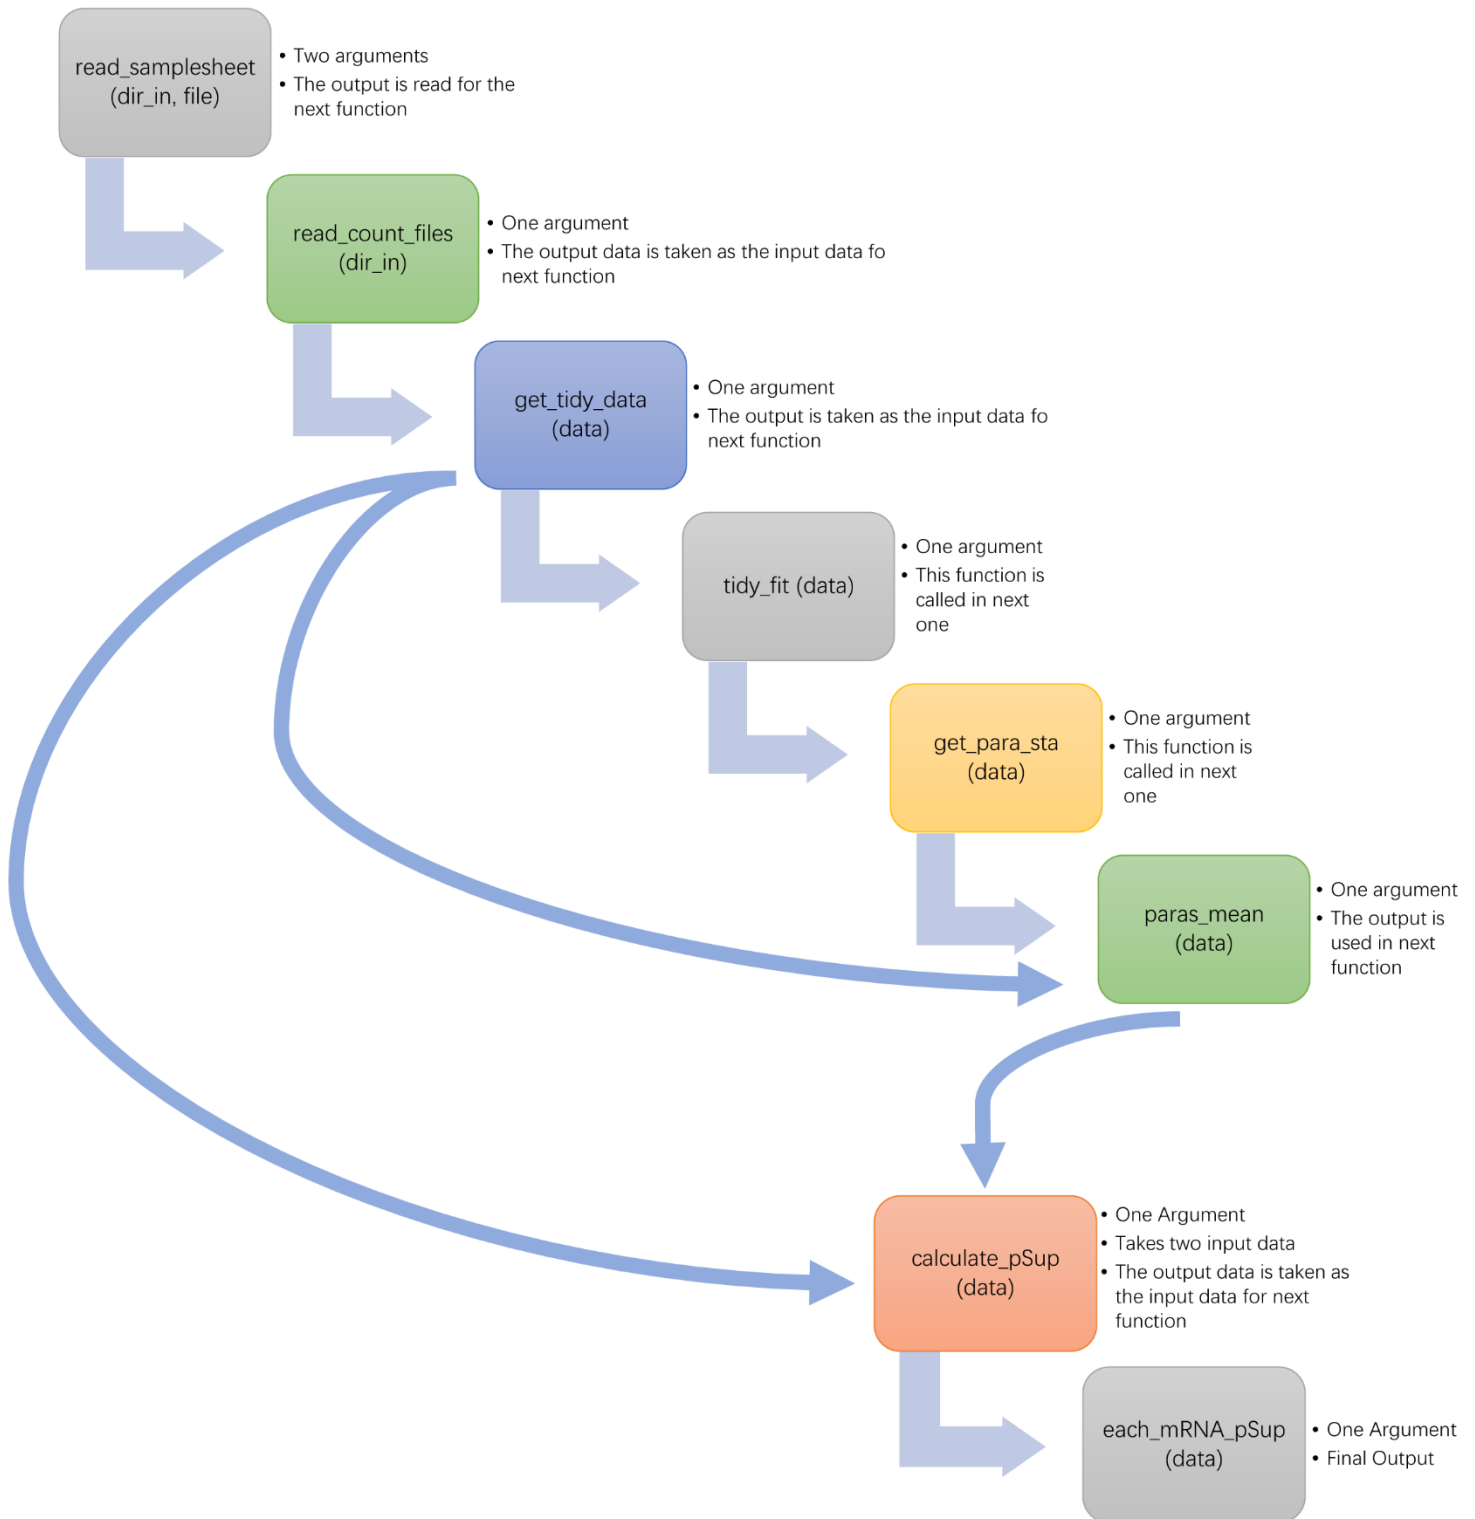 read_samplesheet
(dir_in, file)
• Two arguments
• The output is read for the
next function
read_count_files
(dir_in)
• One argument
• The output data is taken as the input data fo
next function
get_tidy_data
(data)
• One argument
• The output is taken as the input data fo
next function
tidy_fit (data)
• One argument
• This function is
called in next
one
get_para_sta
(data)
• One argument
• This function is
called in next
one
paras_mean
(data)
• One argument
• The output is
used in next
function
calculate_pSup
(data)
• One Argument
• Takes two input data
• The output data is taken as
the input data for next
function
each_mRNA_pSup
(data)
• One Argument
• Final Output